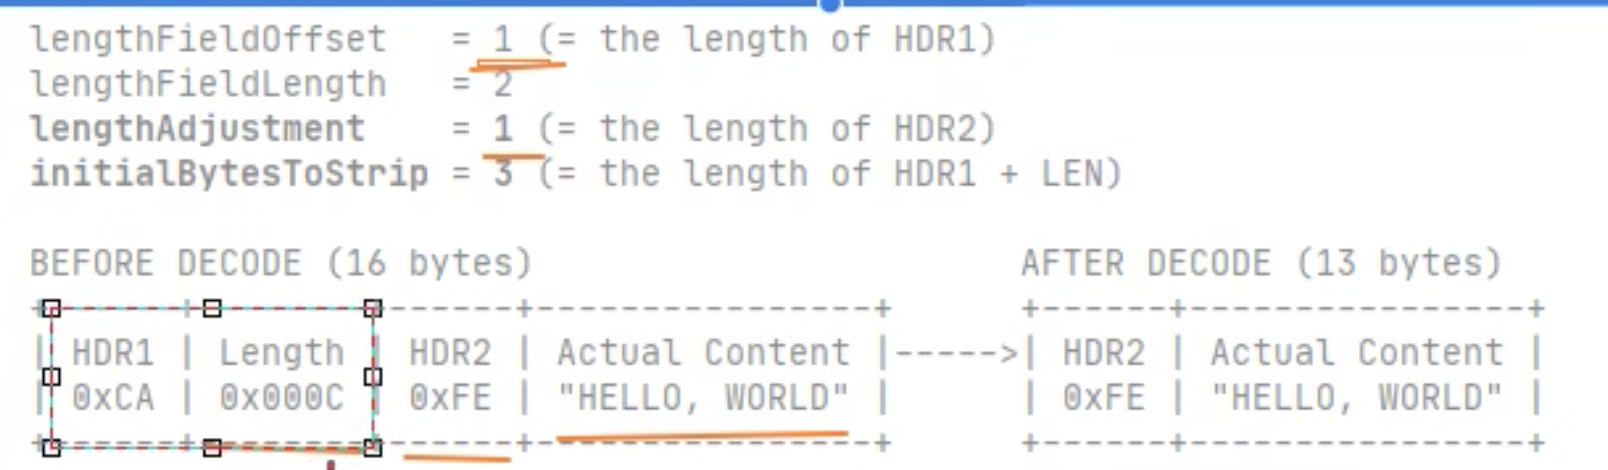 lengthFieldOffset   = 1 (= the length of HDR1)
lengthFieldLength   = 2
lengthAdjustment    = 1 (= the length of HDR2)
initialBytesToStrip = 3 (= the length of HDR1 + LEN)
BEFORE DECODE (16 bytes)                        AFTER DECODE (13 bytes)
+------+--------+------+----------------+      +------+----------------+
| HDR1 | Length | HDR2 | Actual Content |----->| HDR2 | Actual Content |
| 0xCA | 0x000C | 0xFE | "HELLO, WORLD" |      | 0xFE | "HELLO, WORLD" |
+------+--------+------+----------------+      +------+----------------+